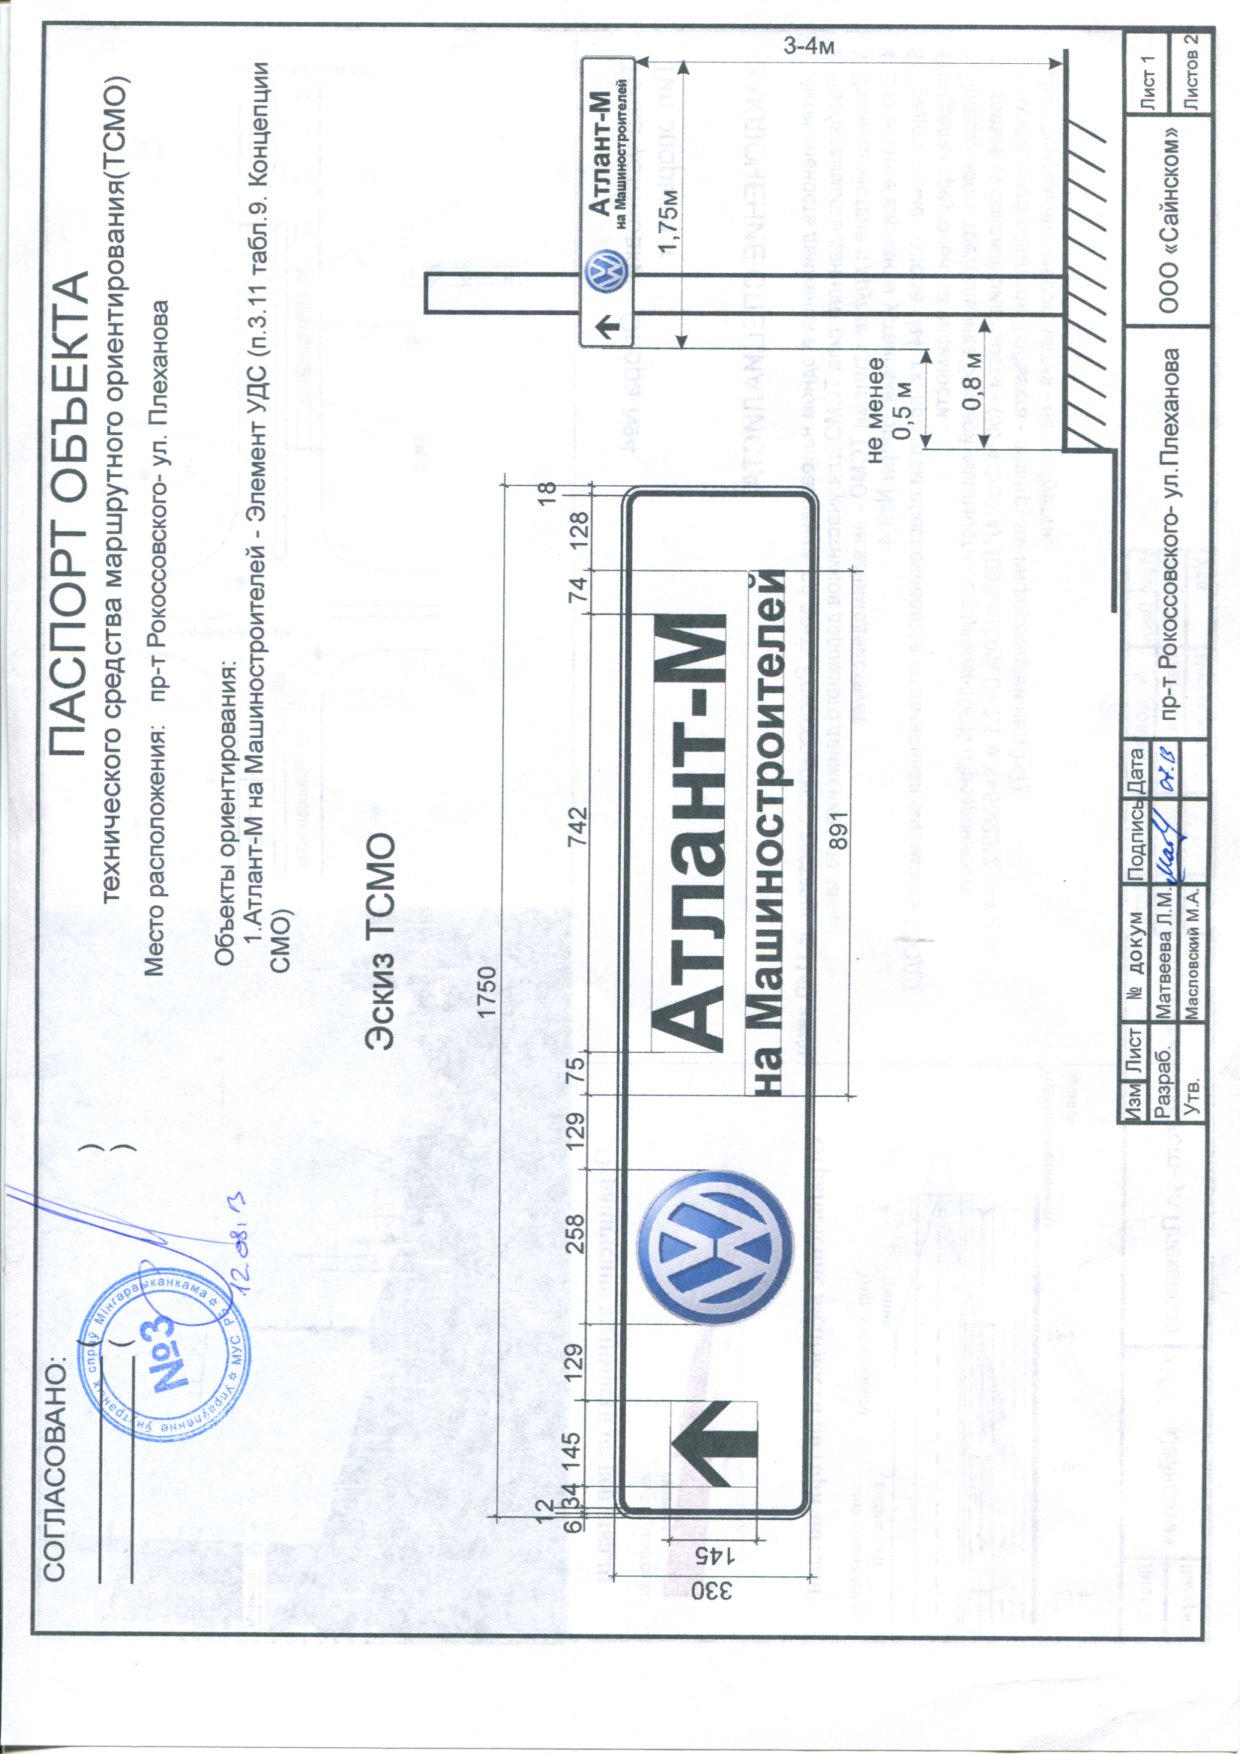 СОГЛАСОВАНО:
( )
( )
Упраўленне ўнутраных спраў Мінгарвыканкама
МУС РБ
№3
12.08.13
ПАСПОРТ ОБЪЕКТА
технического средства маршрутного ориентирования(ТСМО)
Место расположения: пр-т Рокоссовского- ул. Плеханова
Объекты ориентирования:
1.Атлант-М на Машиностроителей - Элемент УДС (п.3.11 табл.9. Концепции
СМО)
Эскиз ТСМО
1750
6 12 34 145 129 258 129 75 742 74 128 18
330
145
Атлант-М
на Машиностроителей
891
Атлант-М
на Машиностроителей
3-4м
1,75м
не менее
0,5 м
0,8 м
Изм Лист № докум Подпись Дата
Разраб. Матвеева Л.М.
Утв. Масловский М.А.
пр-т Рокоссовского- ул.Плеханова
ООО «Сайнском»
Лист 1
Листов 2